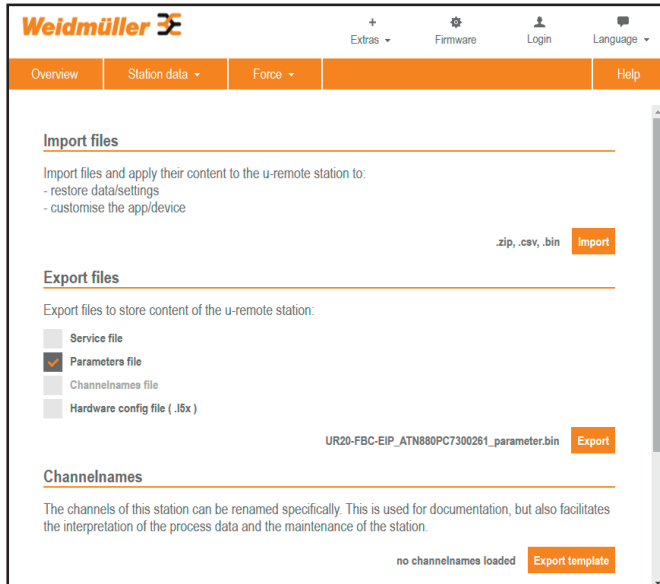 Weidmüller
Extras
Firmware
Login
Language
Overview
Station data
Force
Help
Import files
Import files and apply their content to the u-remote station to:
- restore data/settings
- customise the app/device
.zip, .csv, .bin
Import
Export files
Export files to store content of the u-remote station:
Service file
Parameters file
Channelnames file
Hardware config file ( .l5x )
UR20-FBC-EIP_ATN880PC7300261_parameter.bin
Export
Channelnames
The channels of this station can be renamed specifically. This is used for documentation, but also facilitates
the interpretation of the process data and the maintenance of the station.
no channelnames loaded
Export template